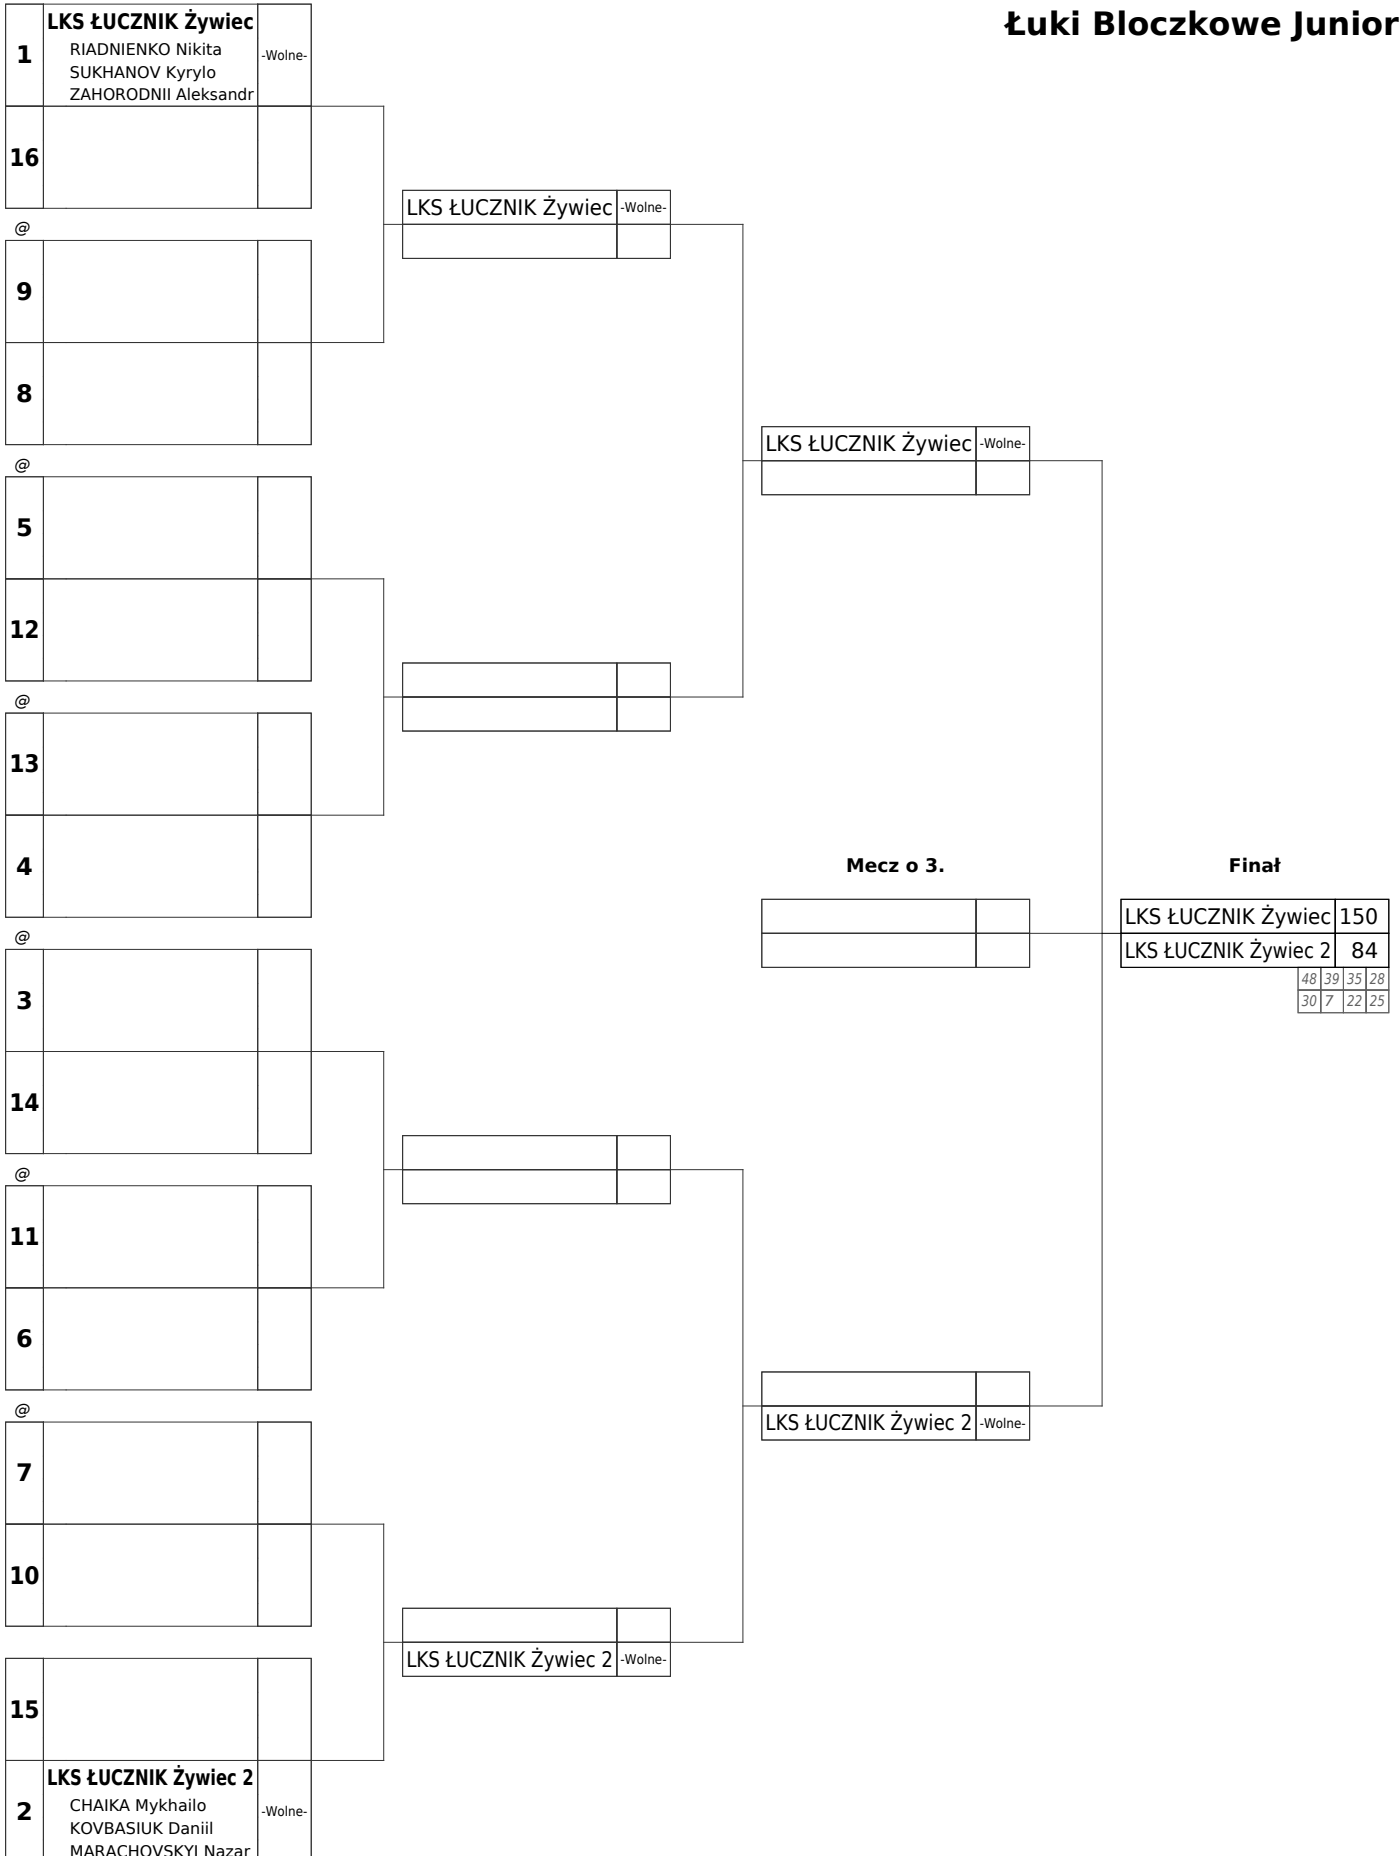 Łuki Bloczkowe Junior
1
LKS ŁUCZNIK Żywiec
RIADNIENKO Nikita
SUKHANOV Kyrylo
ZAHORODNII Aleksandr
-Wolne-
16
@
9
8
@
5
12
@
13
4
@
3
14
@
11
6
@
7
10
15
2
LKS ŁUCZNIK Żywiec 2
CHAIKA Mykhailo
KOVBASIUK Daniil
MARACHOVSKYI Nazar
-Wolne-
LKS ŁUCZNIK Żywiec -Wolne-
LKS ŁUCZNIK Żywiec 2 -Wolne-
LKS ŁUCZNIK Żywiec -Wolne-
Mecz o 3.
LKS ŁUCZNIK Żywiec 2 -Wolne-
Finał
LKS ŁUCZNIK Żywiec 150
LKS ŁUCZNIK Żywiec 2 84
48 39 35 28
30 7 22 25